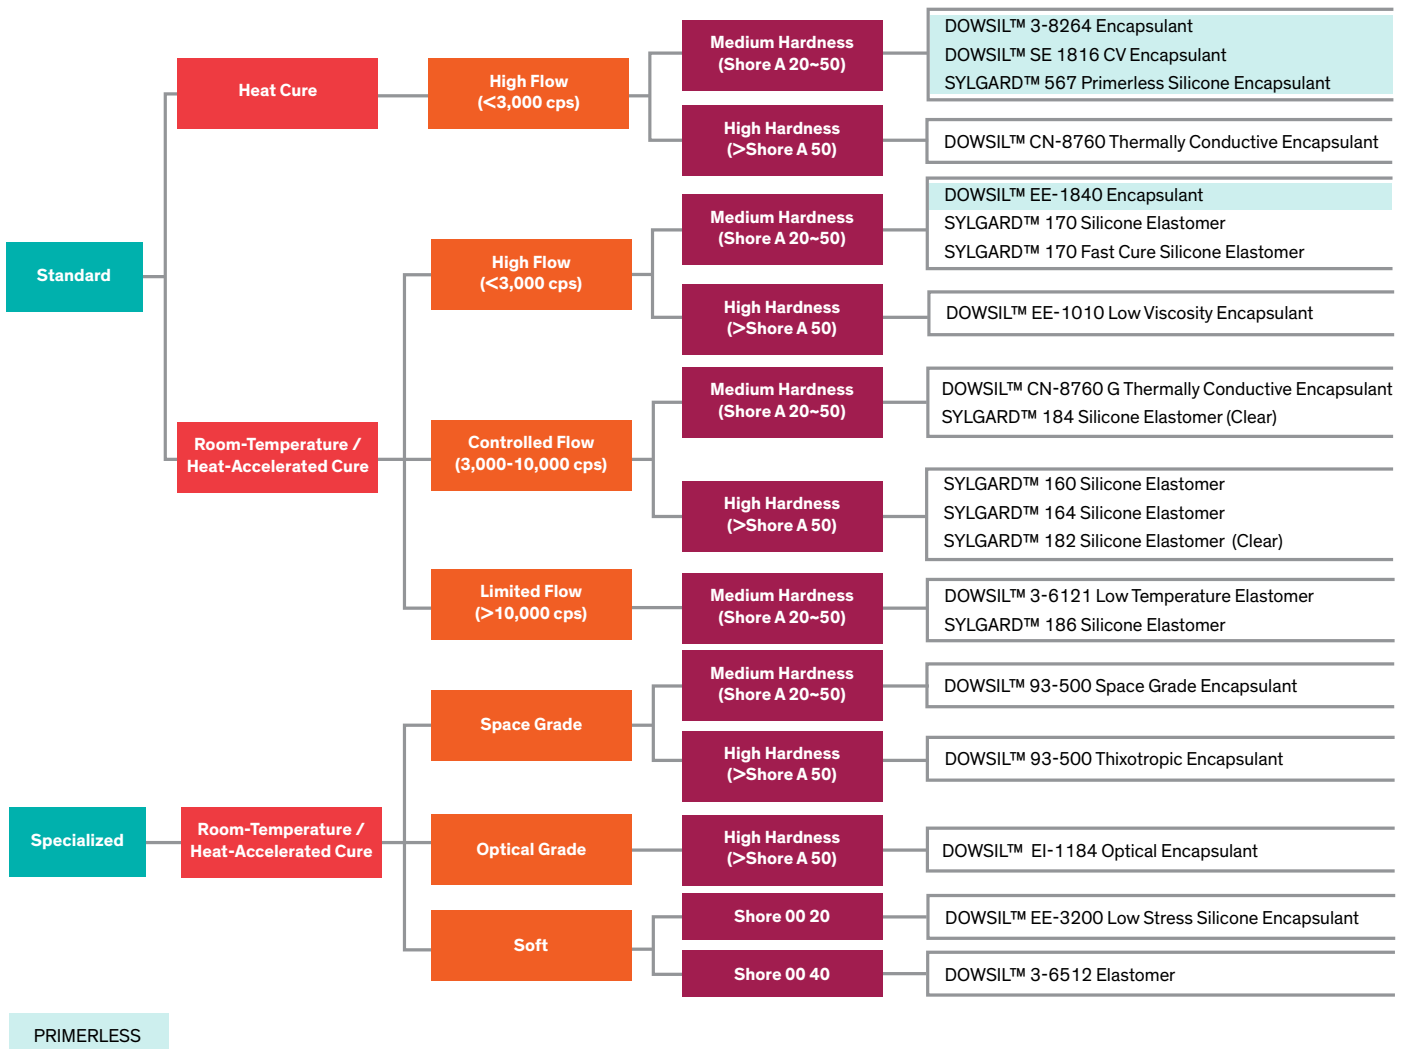 Standard
Heat Cure
High Flow
(<3,000 cps)
Medium Hardness
(Shore A 20~50)
DOWSIL™ 3-8264 Encapsulant
DOWSIL™ SE 1816 CV Encapsulant
SYLGARD™ 567 Primerless Silicone Encapsulant
High Hardness
(>Shore A 50)
DOWSIL™ CN-8760 Thermally Conductive Encapsulant
Room-Temperature /
Heat-Accelerated Cure
High Flow
(<3,000 cps)
Medium Hardness
(Shore A 20~50)
DOWSIL™ EE-1840 Encapsulant
SYLGARD™ 170 Silicone Elastomer
SYLGARD™ 170 Fast Cure Silicone Elastomer
High Hardness
(>Shore A 50)
DOWSIL™ EE-1010 Low Viscosity Encapsulant
Controlled Flow
(3,000-10,000 cps)
Medium Hardness
(Shore A 20~50)
DOWSIL™ CN-8760 G Thermally Conductive Encapsulant
SYLGARD™ 184 Silicone Elastomer (Clear)
High Hardness
(>Shore A 50)
SYLGARD™ 160 Silicone Elastomer
SYLGARD™ 164 Silicone Elastomer
SYLGARD™ 182 Silicone Elastomer (Clear)
Limited Flow
(>10,000 cps)
Medium Hardness
(Shore A 20~50)
DOWSIL™ 3-6121 Low Temperature Elastomer
SYLGARD™ 186 Silicone Elastomer
Specialized
Room-Temperature /
Heat-Accelerated Cure
Space Grade
Medium Hardness
(Shore A 20~50)
DOWSIL™ 93-500 Space Grade Encapsulant
High Hardness
(>Shore A 50)
DOWSIL™ 93-500 Thixotropic Encapsulant
Optical Grade
High Hardness
(>Shore A 50)
DOWSIL™ EI-1184 Optical Encapsulant
Soft
Shore 00 20
DOWSIL™ EE-3200 Low Stress Silicone Encapsulant
Shore 00 40
DOWSIL™ 3-6512 Elastomer
PRIMERLESS